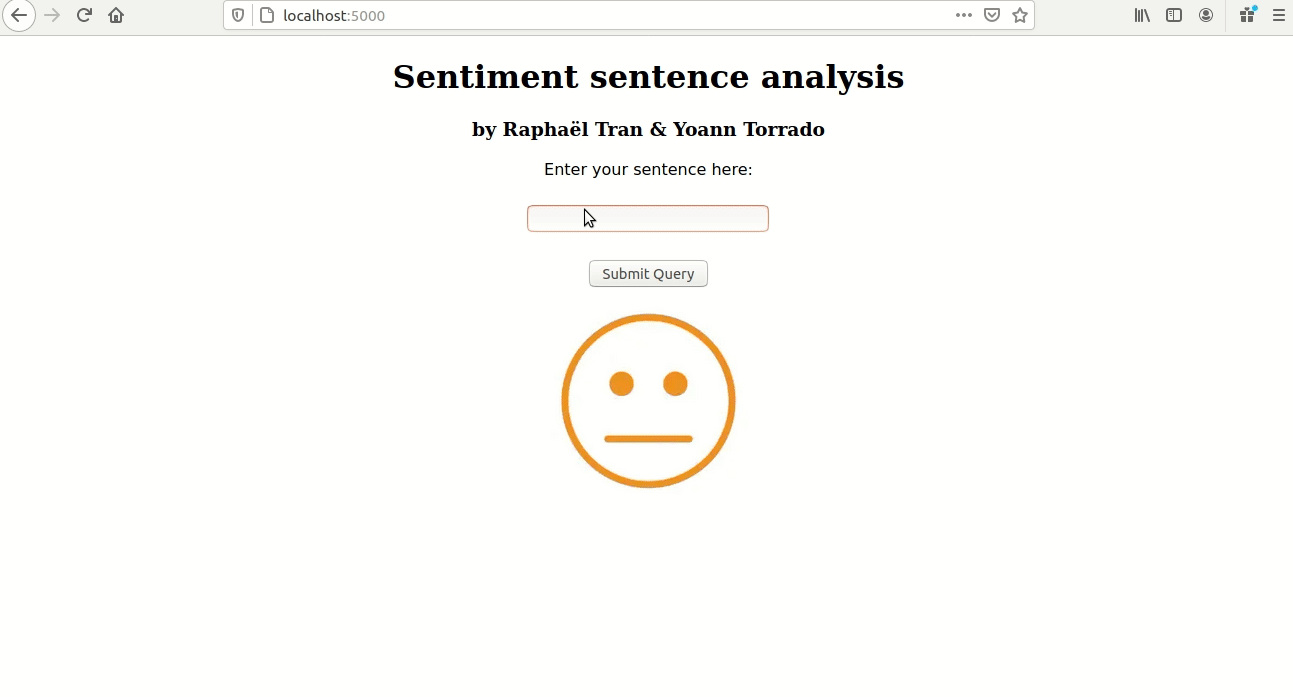 localhost:5000
Sentiment sentence analysis
by Raphaël Tran & Yoann Torrado
Enter your sentence here:
Submit Query